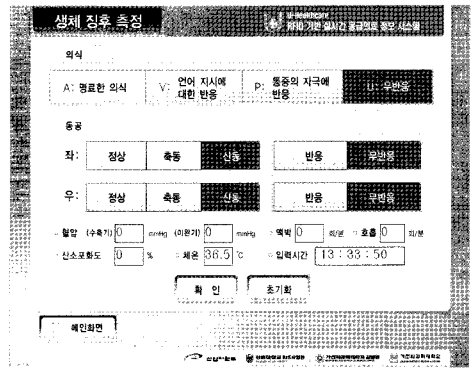 생체 징후 측정
U-Healthcare
RFID 기반 실시간 응급의료 정보 시스템
의식
A: 명료한 의식 V: 언어 지시에 대한 반응 P: 통증의 자극에 반응 U: 무반응
동공
좌: 정상 축동 산동 반응 무반응
우: 정상 축동 산동 반응 무반응
혈압 (수축기) 0 mmHg (이완기) 0 mmHg 맥박 0 회/분 호흡 0 회/분
산소포화도 0 % 체온 36.5 ℃ 입력시간 13:33:50
확 인 초기화
메인화면